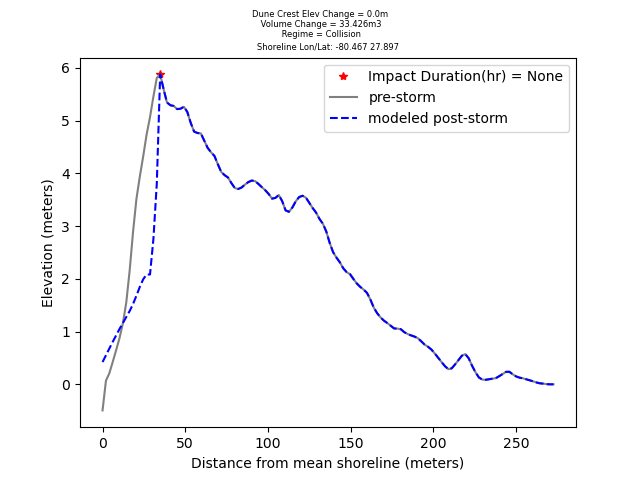 Dune Crest Elev Change = 0.0m
Volume Change = 33.426m3
Regime = Collision
Shoreline Lon/Lat: -80.467 27.897
Impact Duration(hr) = None
pre-storm
modeled post-storm
6
5
4
3
2
1
0
Elevation (meters)
0 50 100 150 200 250
Distance from mean shoreline (meters)